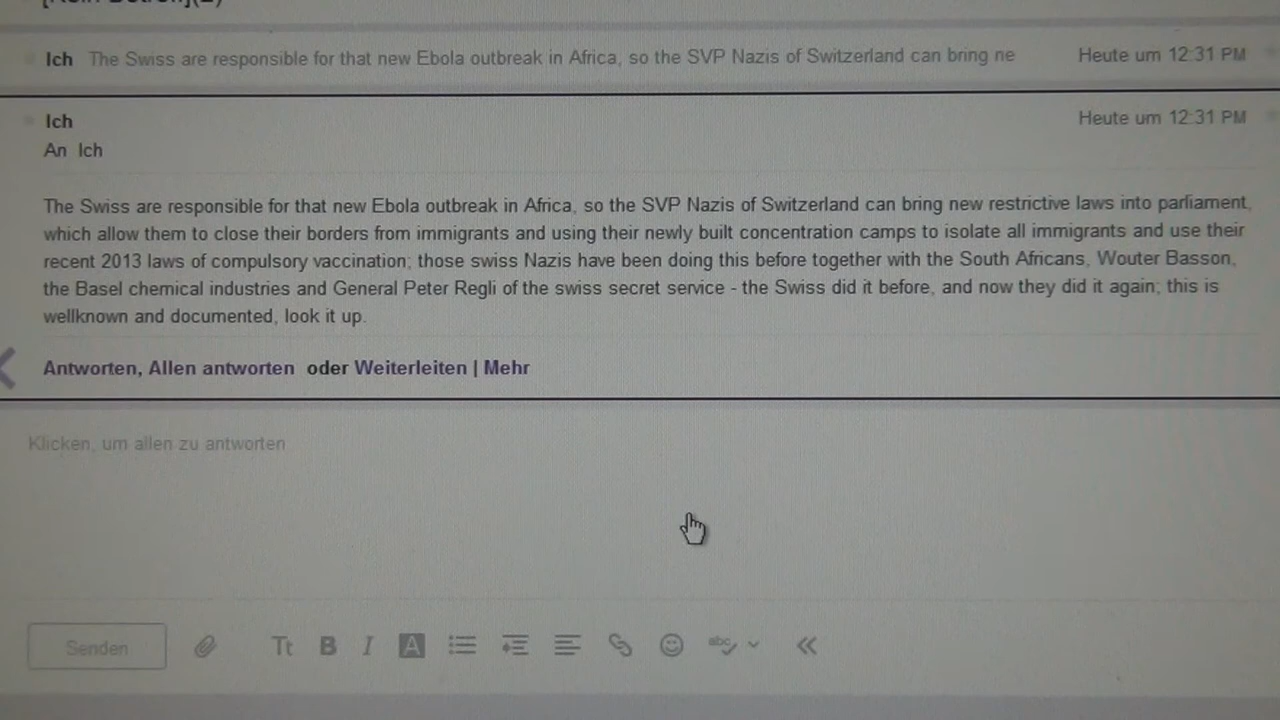 Ich The Swiss are responsible for that new Ebola outbreak in Africa, so the SVP Nazis of Switzerland can bring ne Heute um 12:31 PM
Ich Heute um 12:31 PM
An Ich
The Swiss are responsible for that new Ebola outbreak in Africa, so the SVP Nazis of Switzerland can bring new restrictive laws into parliament,
which allow them to close their borders from immigrants and using their newly built concentration camps to isolate all immigrants and use their
recent 2013 laws of compulsory vaccination; those swiss Nazis have been doing this before together with the South Africans, Wouter Basson,
the Basel chemical industries and General Peter Regli of the swiss secret service - the Swiss did it before, and now they did it again; this is
wellknown and documented, look it up.
Antworten, Allen antworten oder Weiterleiten | Mehr
Klicken, um allen zu antworten
Senden Tt B I A abc